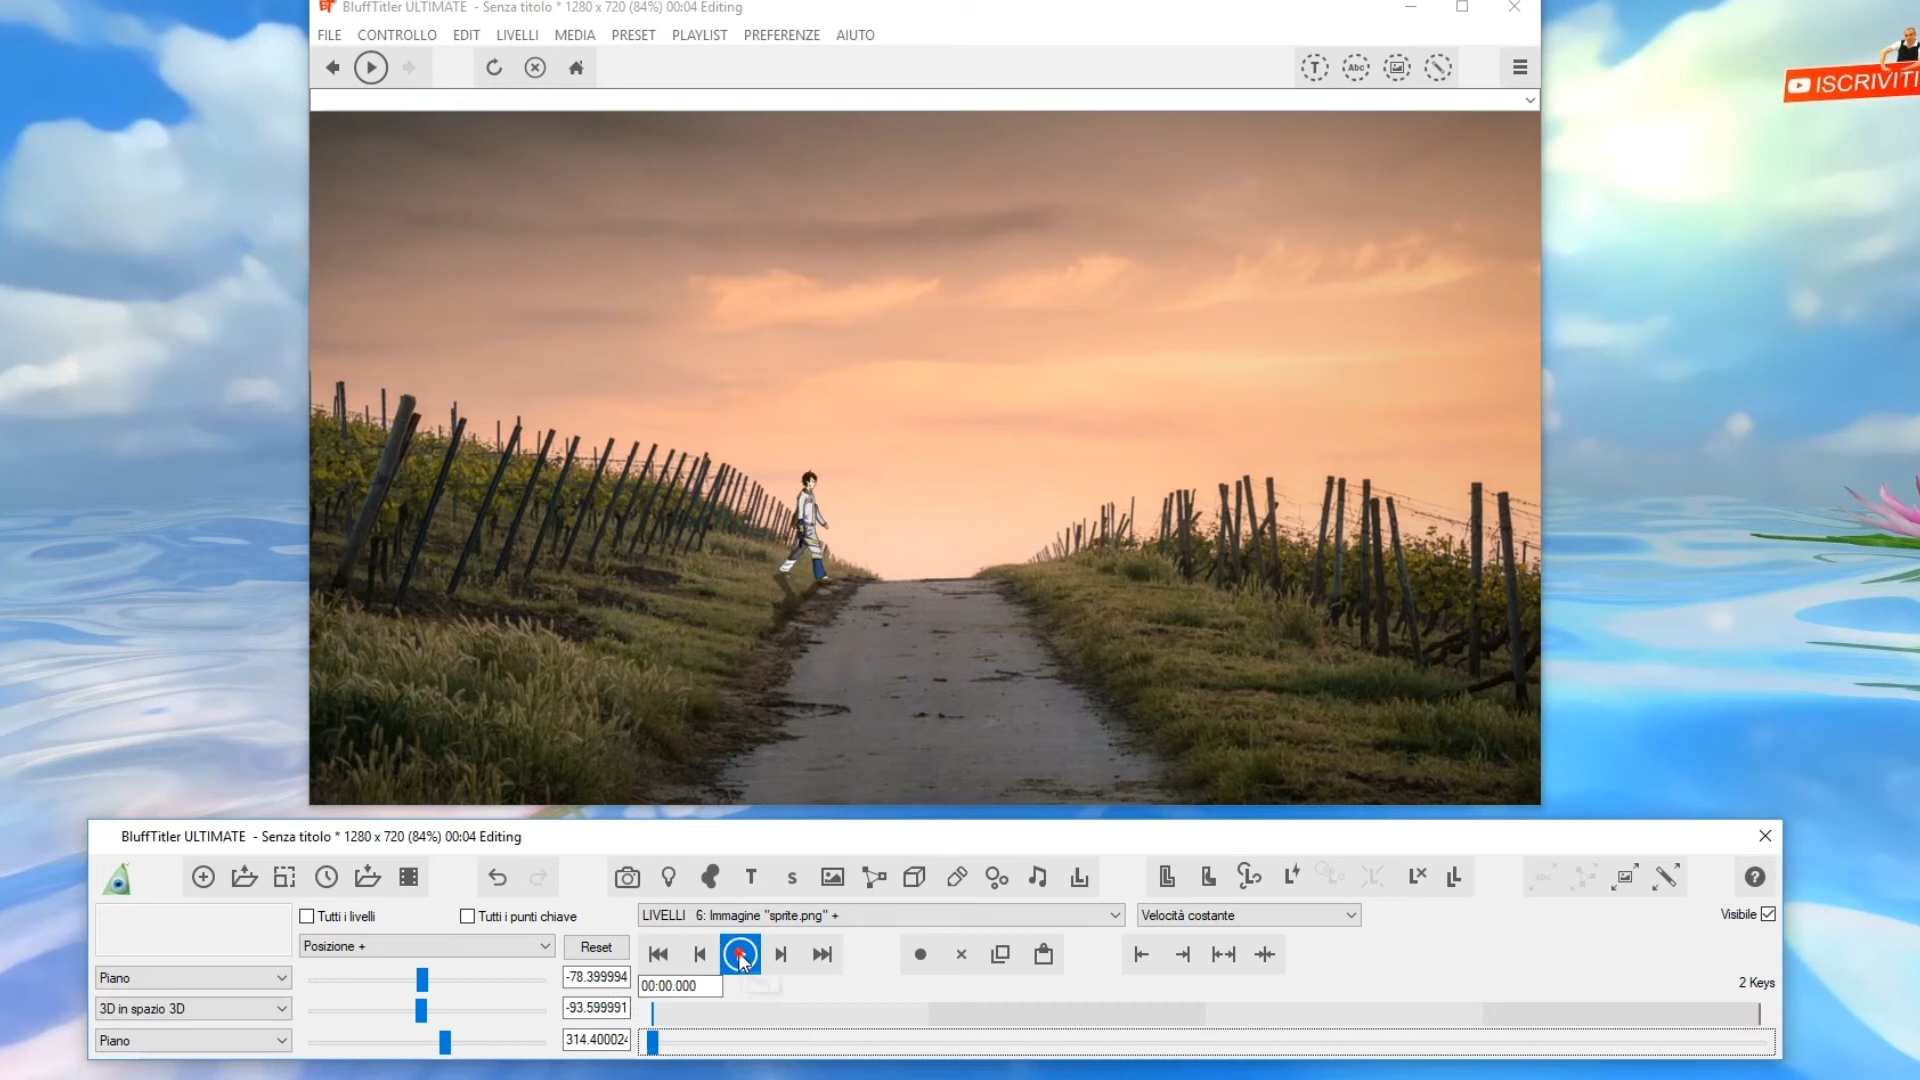 BluffTitler ULTIMATE - Senza titolo * 1280 x 720 (84%) 00:04 Editing
FILE CONTROLLO EDIT LIVELLI MEDIA PRESET PLAYLIST PREFERENZE AIUTO
T Abc
ISCRIVITI
BluffTitler ULTIMATE - Senza titolo * 1280 x 720 (84%) 00:04 Editing
T S
Tutti i livelli Tutti i punti chiave LIVELLI 6: Immagine "sprite.png" + Velocità costante Visibile
Posizione + Reset
Piano -78.399994 00:00.000 2 Keys
3D in spazio 3D -93.599991
Piano 314.400024